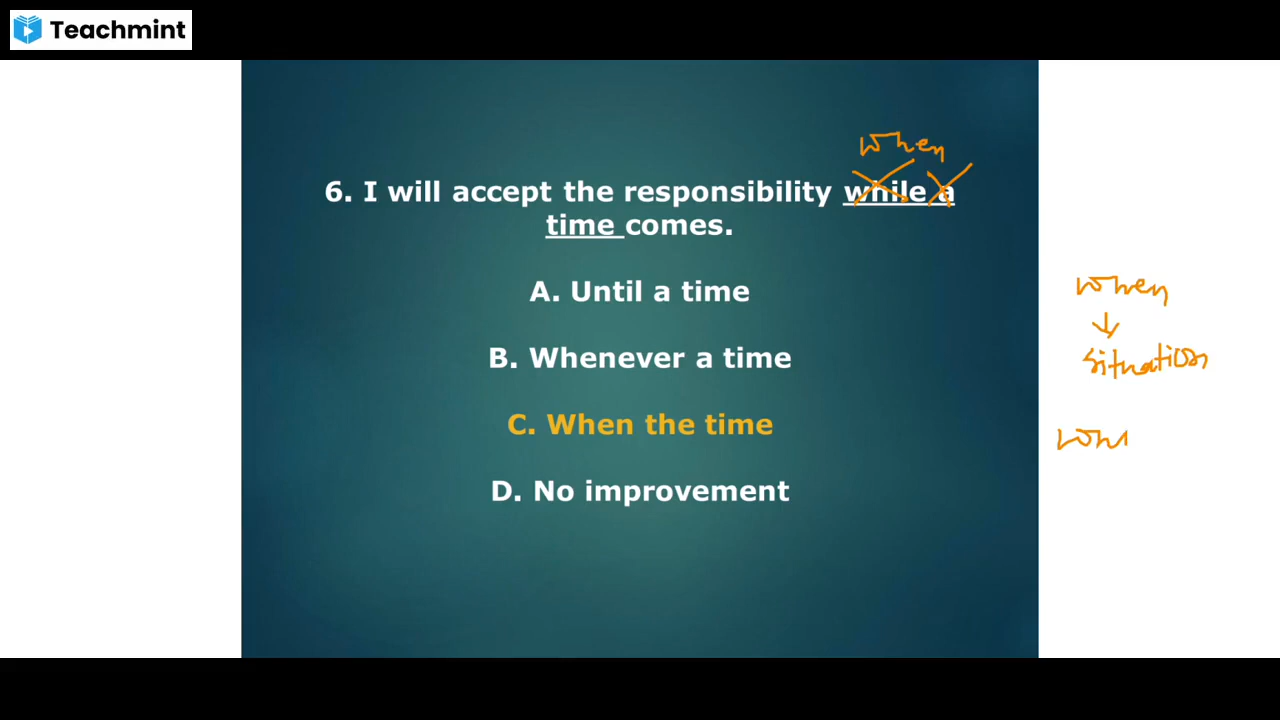 Teachmint
when
6. I will accept the responsibility while a
time comes.
A. Until a time
when
B. Whenever a time
situation
C. When the time
D. No improvement